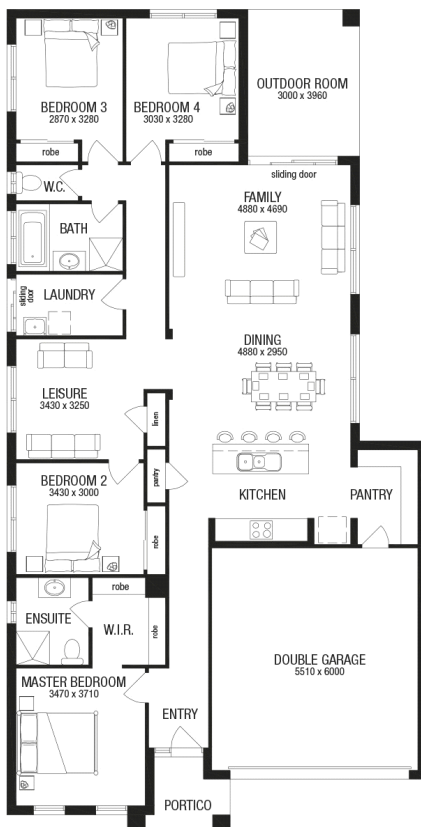 BEDROOM 3
2870 x 3280
BEDROOM 4
3030 x 3280
OUTDOOR ROOM
3000 x 3960
robe
robe
sliding door
W.C.
FAMILY
4880 x 4690
BATH
sliding
door
LAUNDRY
DINING
4880 x 2950
LEISURE
3430 x 3250
linen
pantry
BEDROOM 2
3430 x 3000
KITCHEN
PANTRY
robe
robe
ENSUITE
W.I.R.
robe
DOUBLE GARAGE
5510 x 6000
MASTER BEDROOM
3470 x 3710
ENTRY
PORTICO